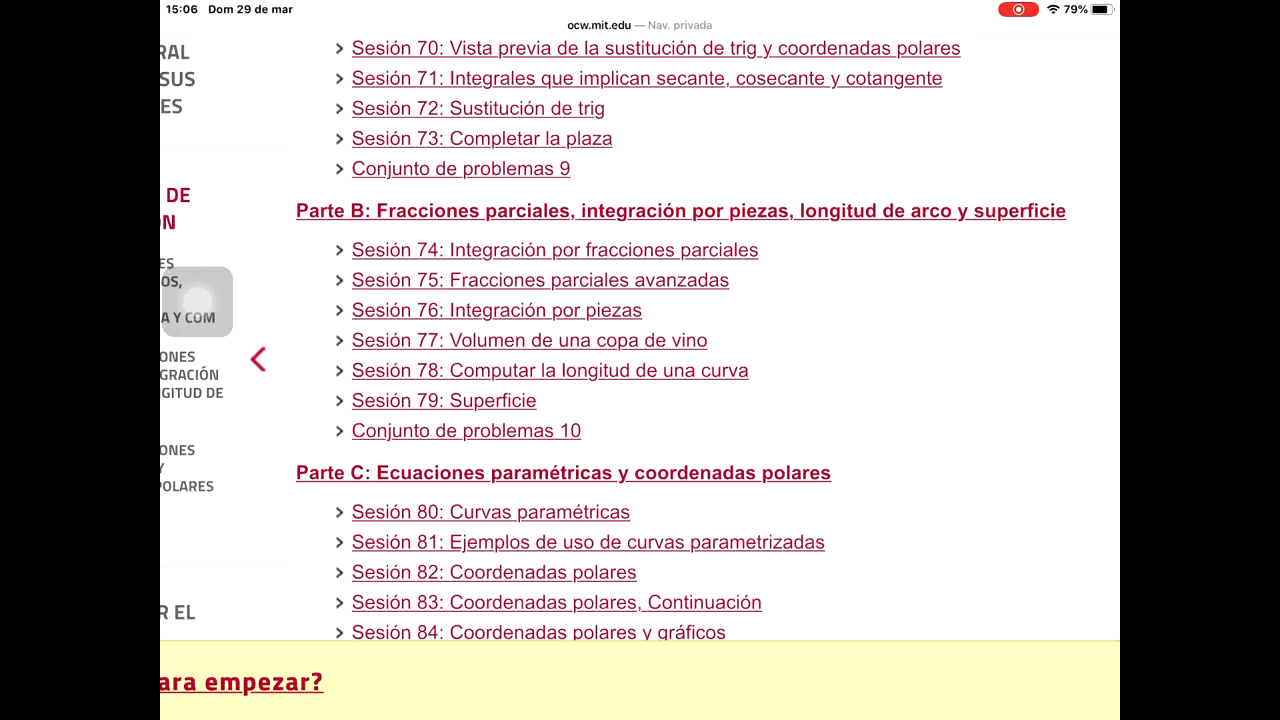 15:06 Dom 29 de mar
79%
ocw.mit.edu — Nav. privada
RAL
SUS
ES
DE
N
ES
OS,
A Y COM
ONES
GRACIÓN
GITUD DE
ONES
Y
POLARES
R EL
Sesión 70: Vista previa de la sustitución de trig y coordenadas polares
Sesión 71: Integrales que implican secante, cosecante y cotangente
Sesión 72: Sustitución de trig
Sesión 73: Completar la plaza
Conjunto de problemas 9
Parte B: Fracciones parciales, integración por piezas, longitud de arco y superficie
Sesión 74: Integración por fracciones parciales
Sesión 75: Fracciones parciales avanzadas
Sesión 76: Integración por piezas
Sesión 77: Volumen de una copa de vino
Sesión 78: Computar la longitud de una curva
Sesión 79: Superficie
Conjunto de problemas 10
Parte C: Ecuaciones paramétricas y coordenadas polares
Sesión 80: Curvas paramétricas
Sesión 81: Ejemplos de uso de curvas parametrizadas
Sesión 82: Coordenadas polares
Sesión 83: Coordenadas polares, Continuación
Sesión 84: Coordenadas polares y gráficos
ara empezar?